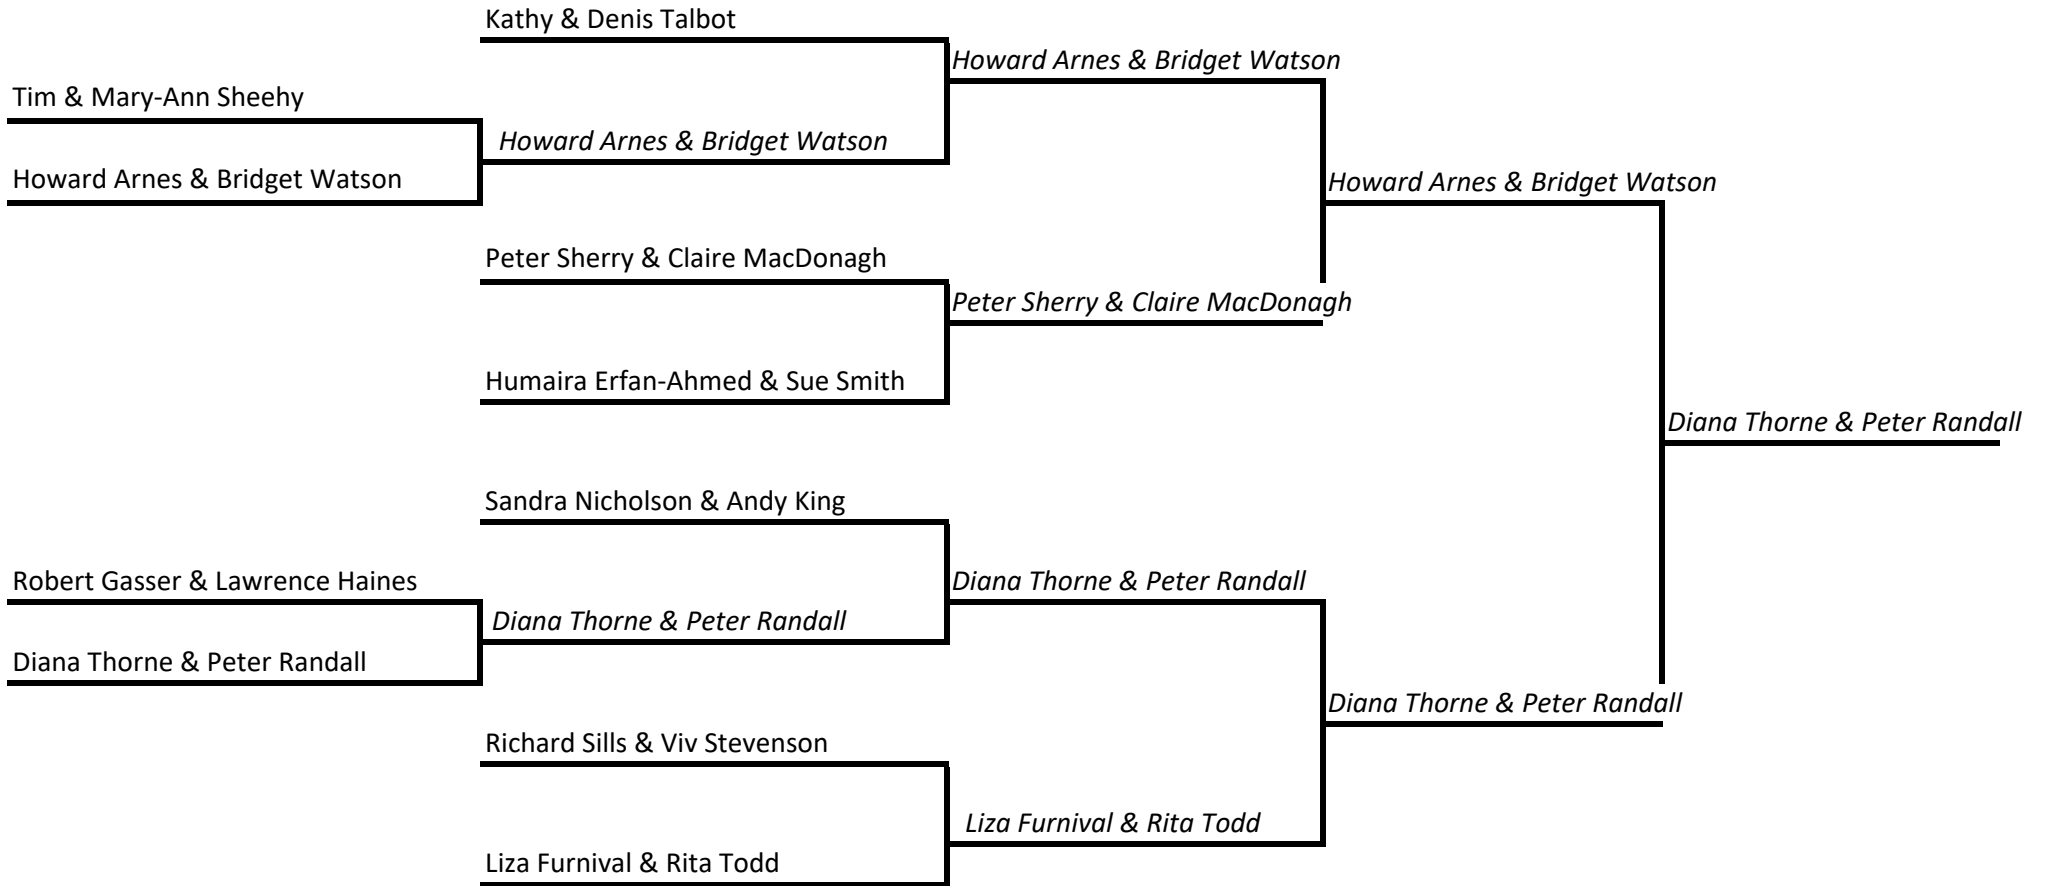 Kathy & Denis Talbot
Howard Arnes & Bridget Watson
Tim & Mary-Ann Sheehy
Howard Arnes & Bridget Watson
Howard Arnes & Bridget Watson
Howard Arnes & Bridget Watson
Peter Sherry & Claire MacDonagh
Peter Sherry & Claire MacDonagh
Humaira Erfan-Ahmed & Sue Smith
Diana Thorne & Peter Randall
Sandra Nicholson & Andy King
Robert Gasser & Lawrence Haines
Diana Thorne & Peter Randall
Diana Thorne & Peter Randall
Diana Thorne & Peter Randall
Diana Thorne & Peter Randall
Richard Sills & Viv Stevenson
Liza Furnival & Rita Todd
Liza Furnival & Rita Todd